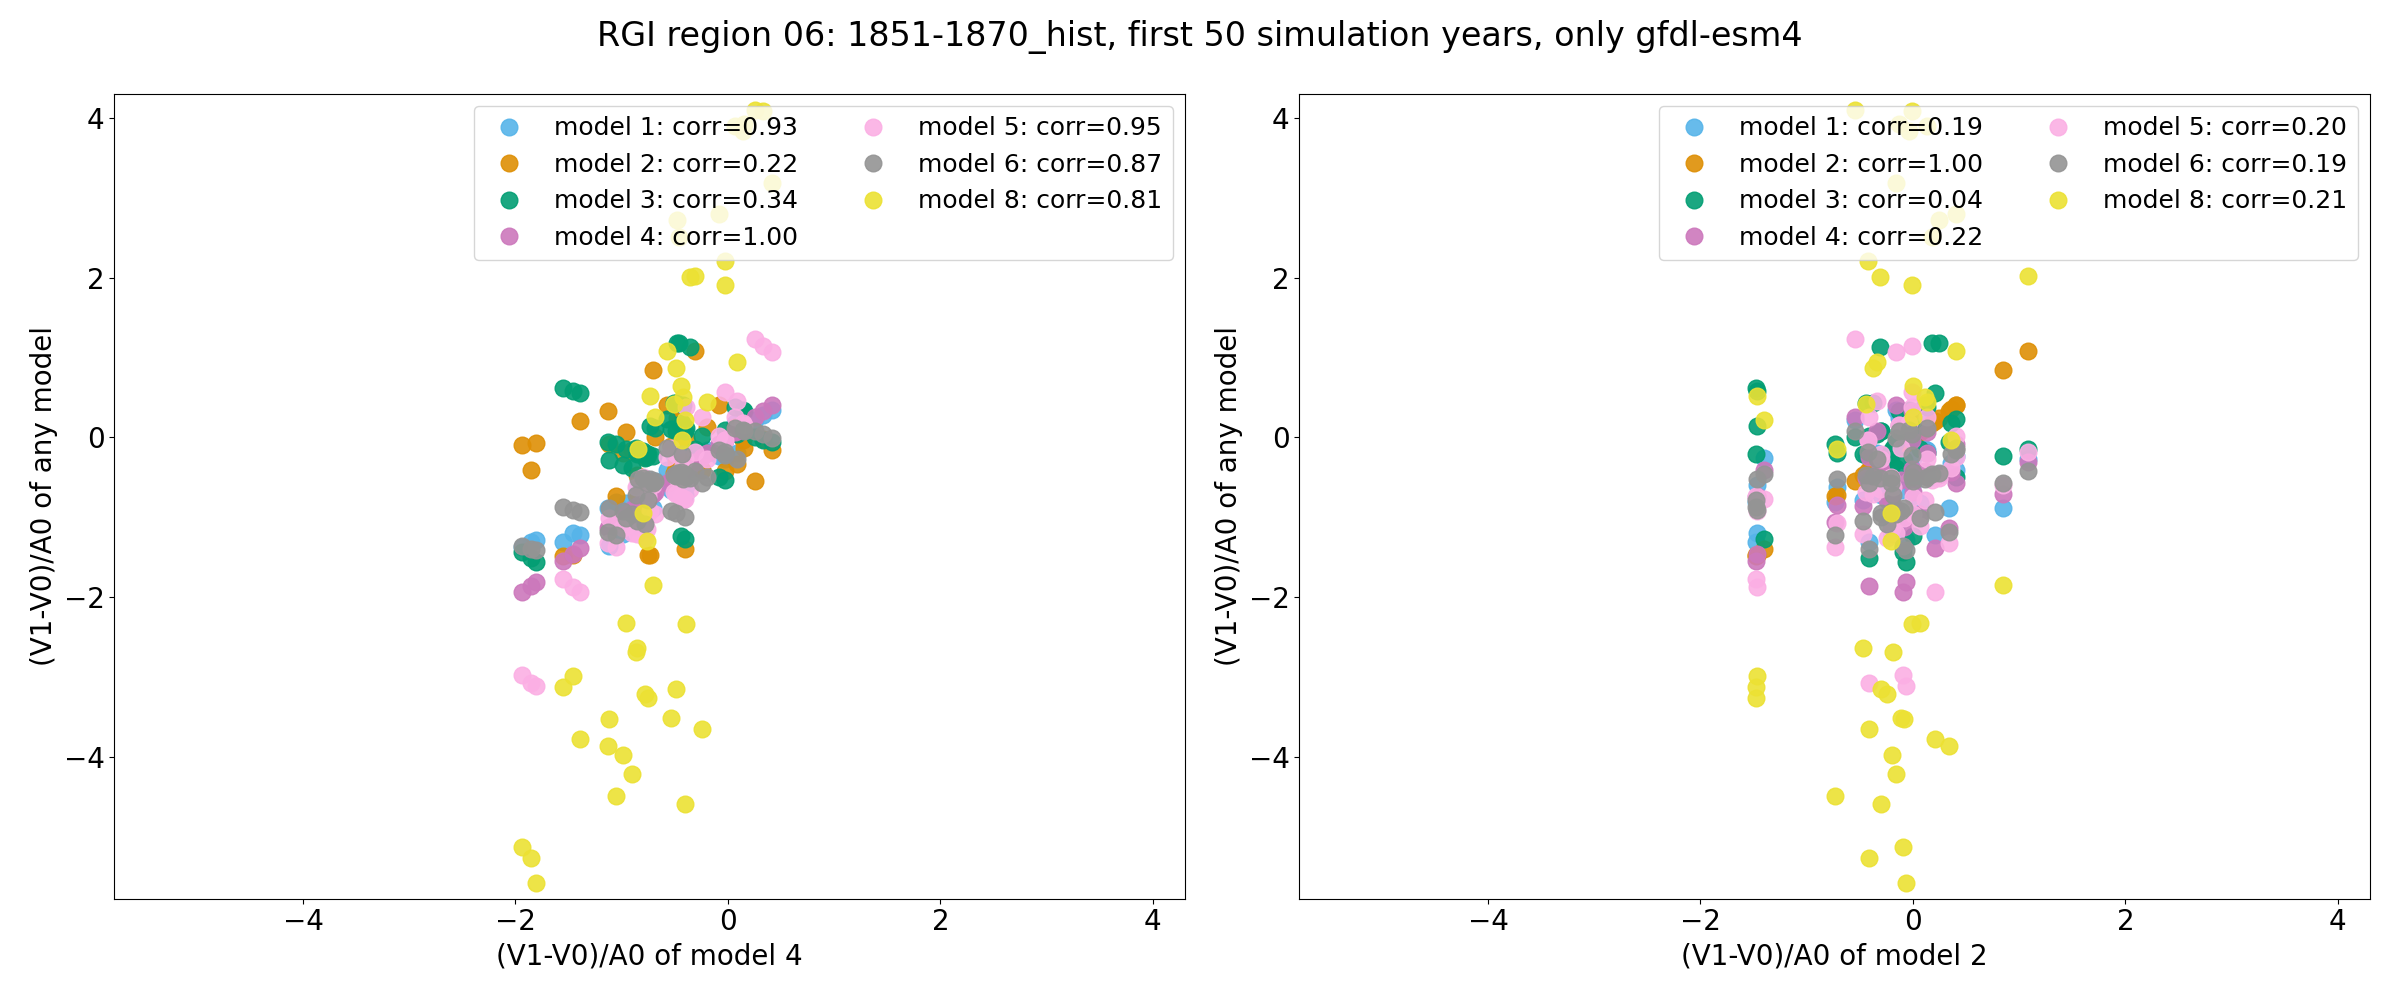 RGI region 06: 1851-1870_hist, first 50 simulation years, only gfdl-esm4
(V1-V0)/A0 of any model
4
2
0
−2
−4
model 1: corr=0.93
model 2: corr=0.22
model 3: corr=0.34
model 4: corr=1.00
model 5: corr=0.95
model 6: corr=0.87
model 8: corr=0.81
−4
−2
0
2
4
(V1-V0)/A0 of model 4
(V1-V0)/A0 of any model
4
2
0
−2
−4
model 1: corr=0.19
model 2: corr=1.00
model 3: corr=0.04
model 4: corr=0.22
model 5: corr=0.20
model 6: corr=0.19
model 8: corr=0.21
−4
−2
0
2
4
(V1-V0)/A0 of model 2